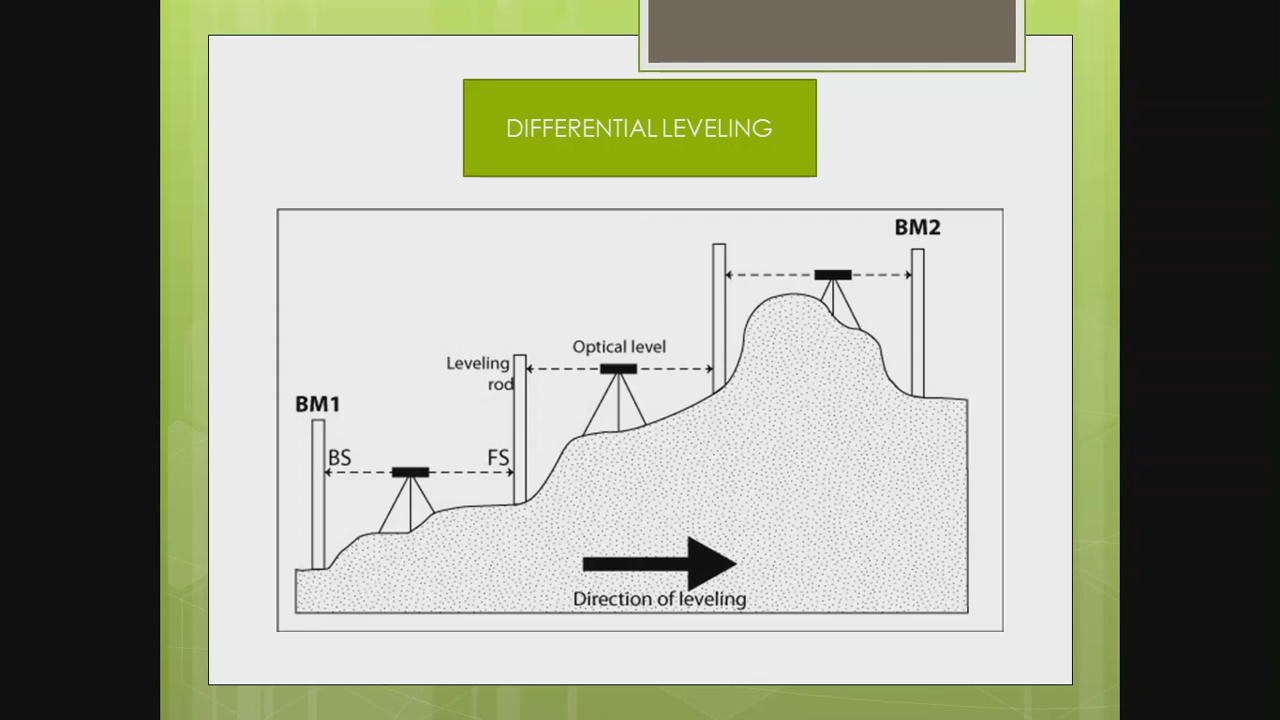 DIFFERENTIAL LEVELING
BM2
Optical level
Leveling
rod
BM1
BS
FS
Direction of leveling